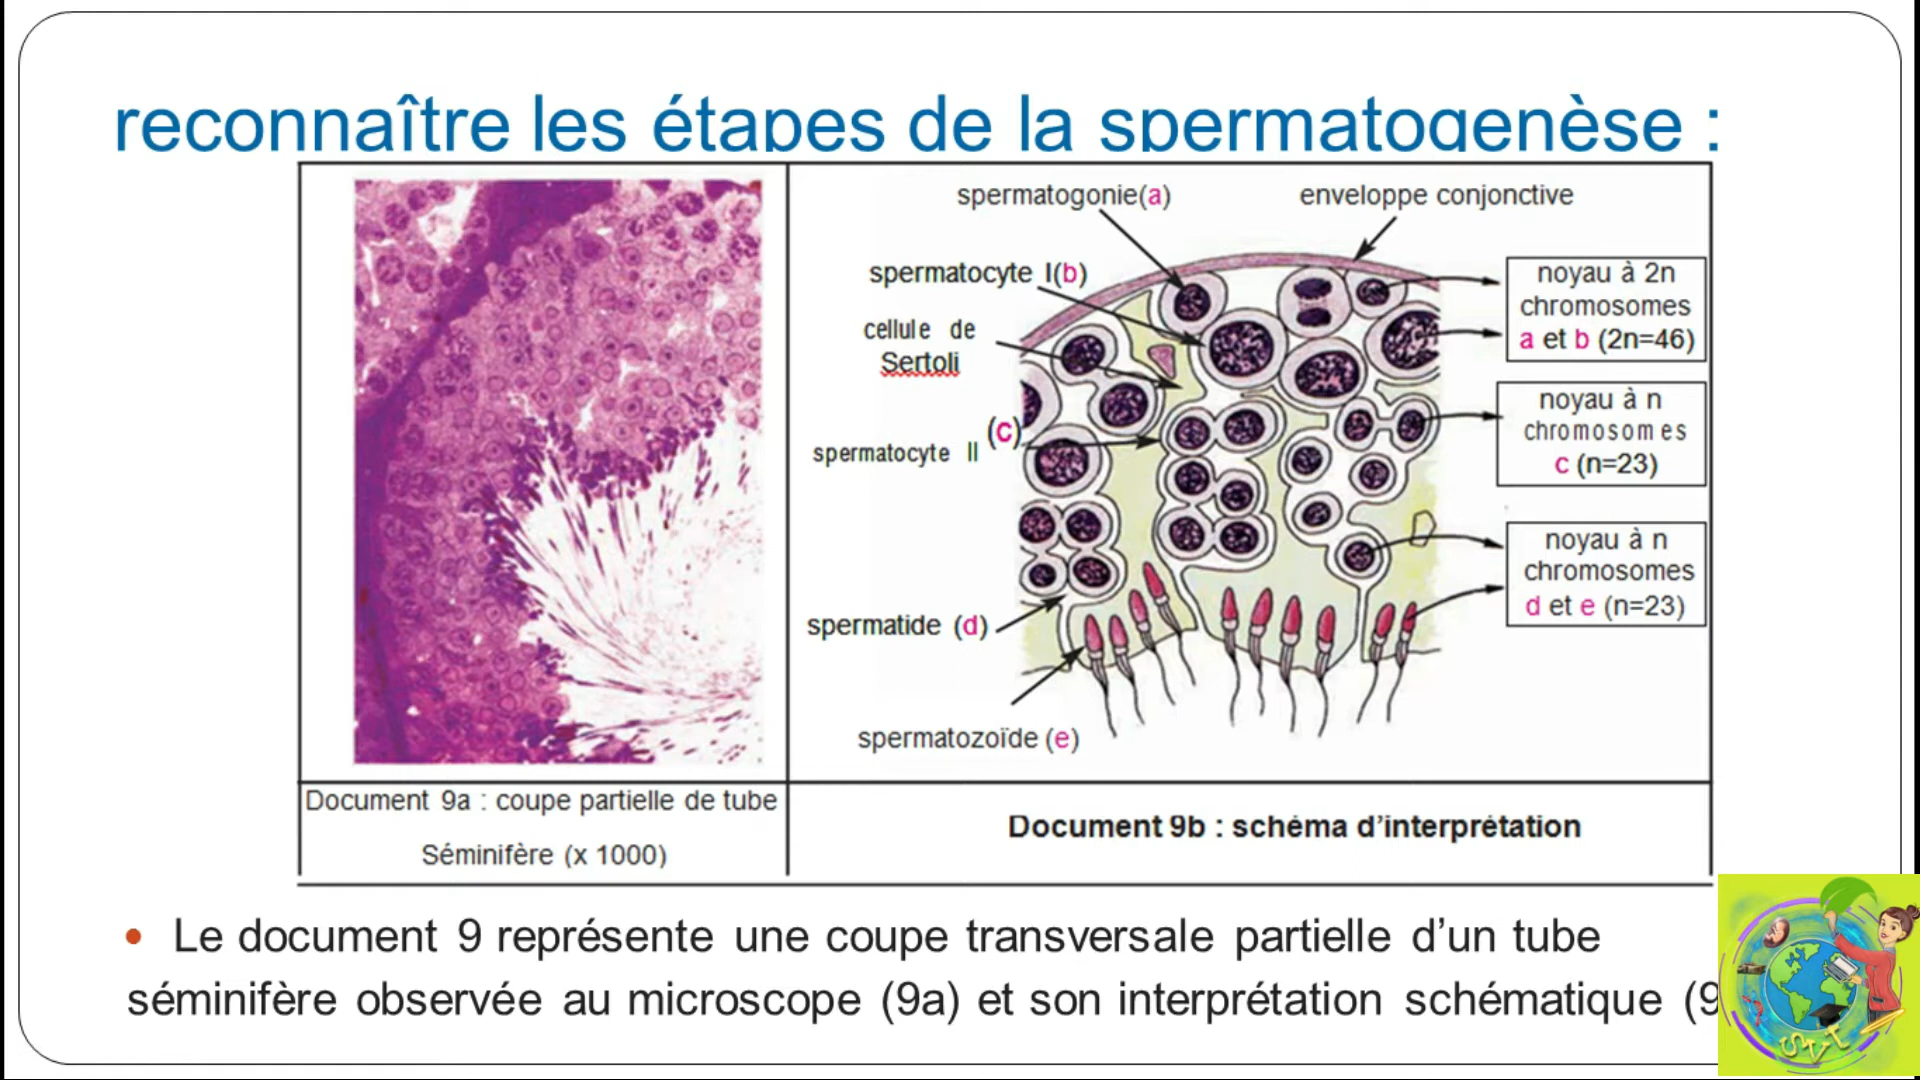 reconnaître les étapes de la spermatogenèse :
spermatogonie(a)
enveloppe conjonctive
spermatocyte I(b)
cellule de
Sertoli
(c)
spermatocyte II
spermatide (d)
spermatozoïde (e)
noyau à 2n
chromosomes
a et b (2n=46)
noyau à n
chromosomes
c (n=23)
noyau à n
chromosomes
d et e (n=23)
Document 9a : coupe partielle de tube
Séminifère (x 1000)
Document 9b : schéma d'interprétation
• Le document 9 représente une coupe transversale partielle d'un tube
séminifère observée au microscope (9a) et son interprétation schématique (9
SVT